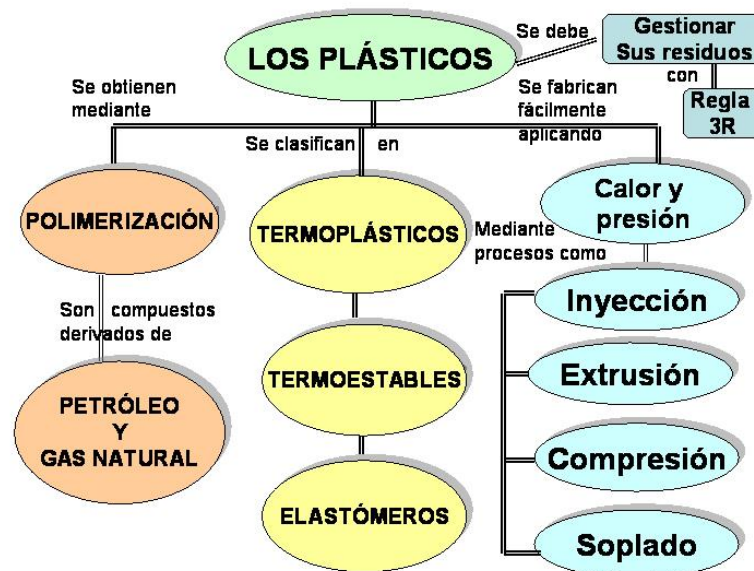 LOS PLÁSTICOS
Se debe
Gestionar
Sus residuos
con
Regla
3R
Se obtienen
mediante
Se clasifican en
Se fabrican
fácilmente
aplicando
POLIMERIZACIÓN
TERMOPLÁSTICOS
Calor y
presión
Mediante
procesos como
Son compuestos
derivados de
Inyección
PETRÓLEO
Y
GAS NATURAL
TERMOESTABLES
Extrusión
Compresión
ELASTÓMEROS
Soplado